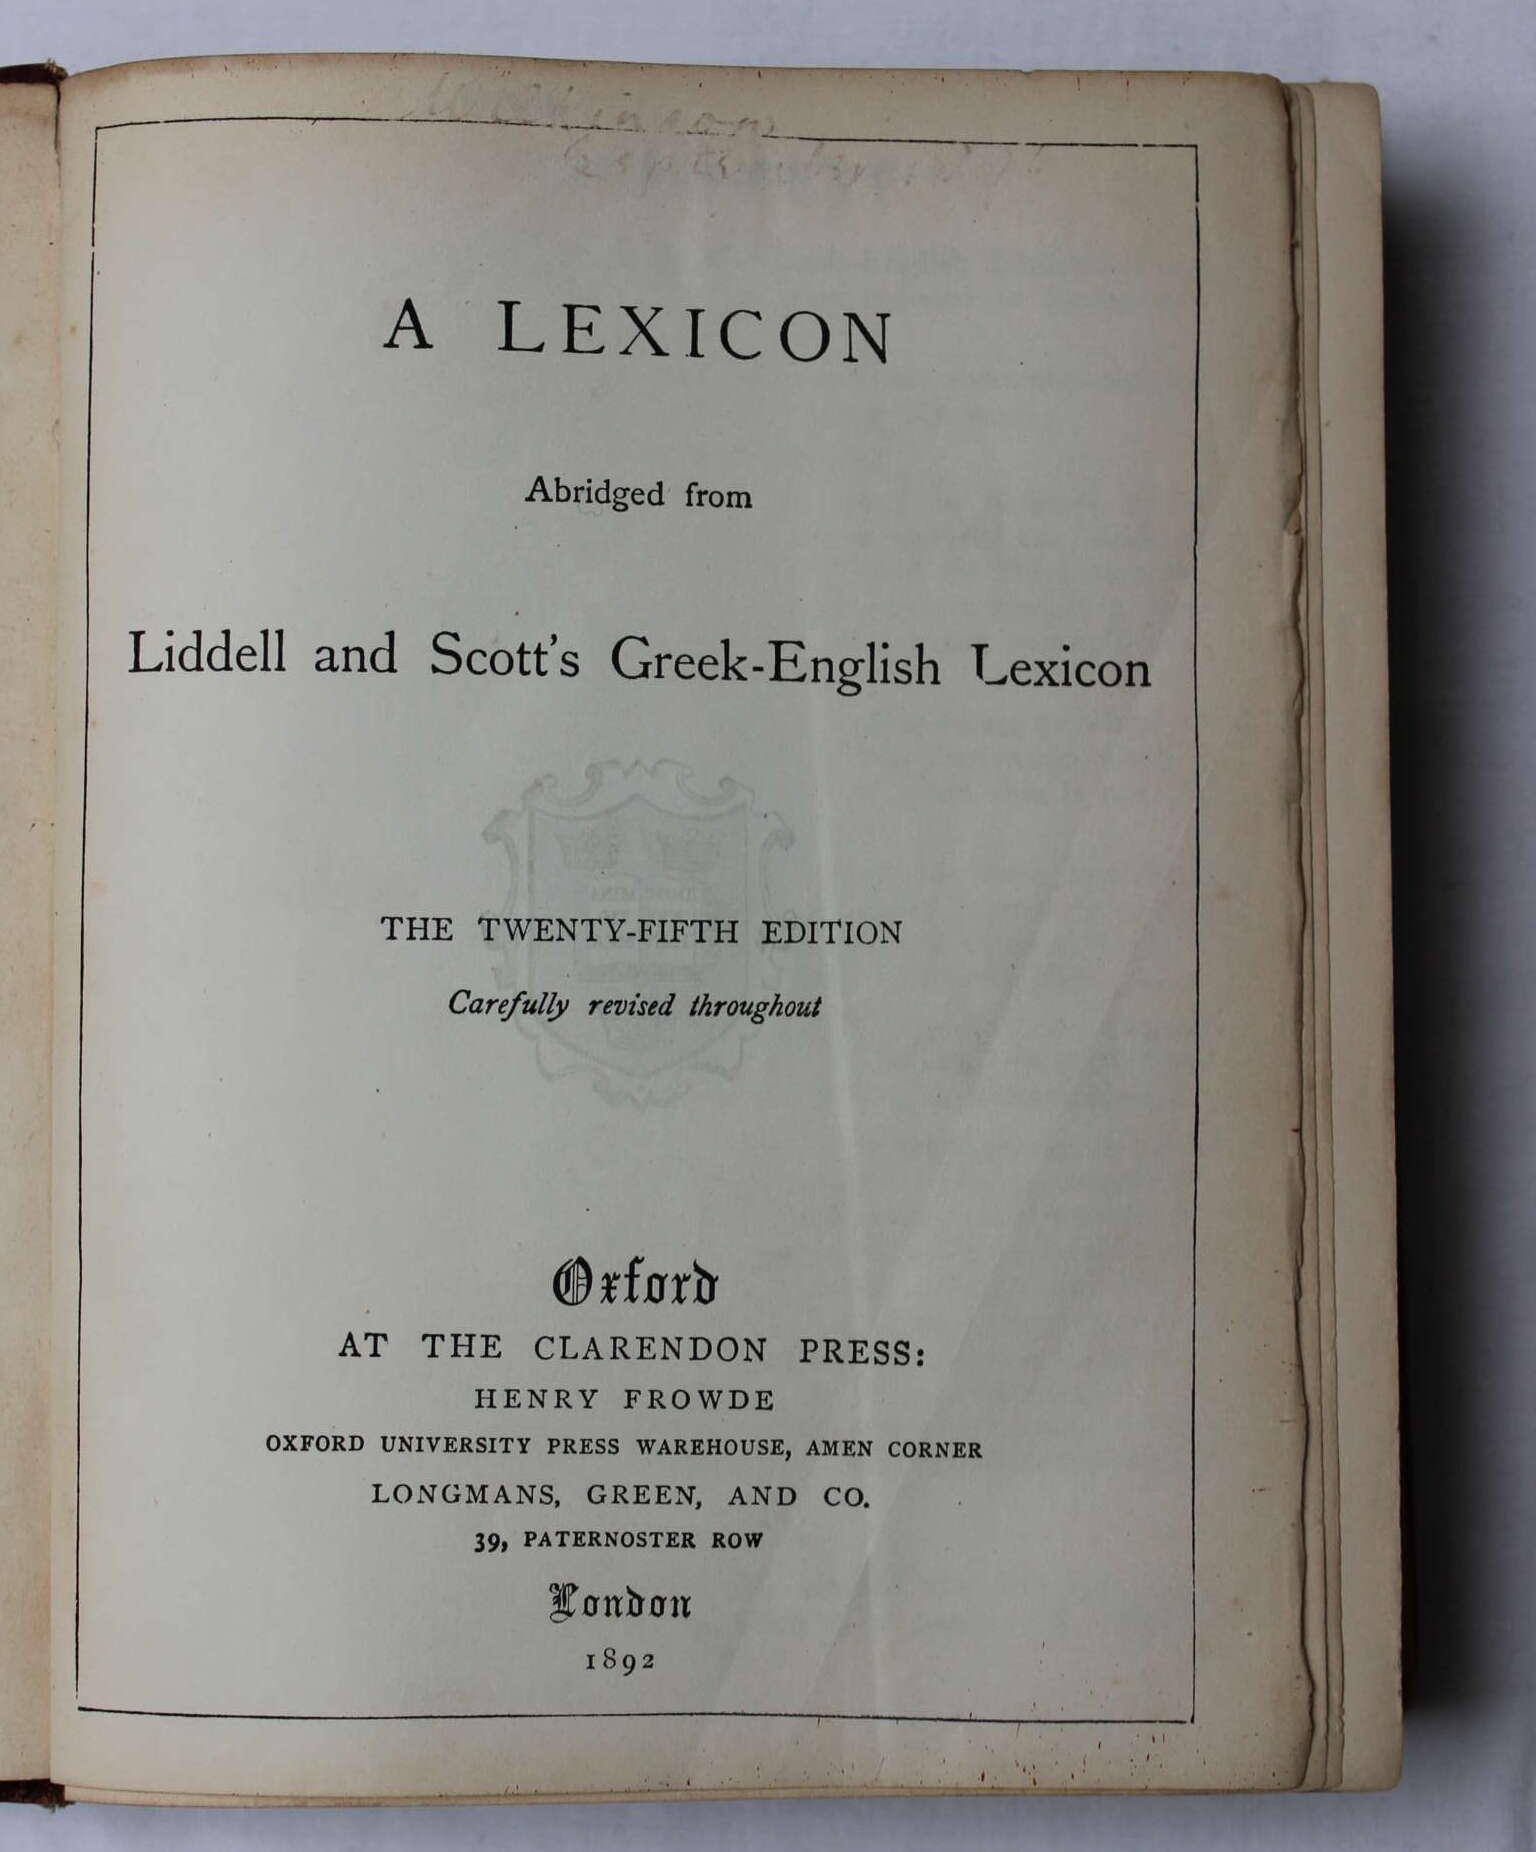 A LEXICON
Abridged from
Liddell and Scott's Greek-English Lexicon
THE TWENTY-FIFTH EDITION
Carefully revised throughout
Oxford
AT THE CLARENDON PRESS:
HENRY FROWDE
OXFORD UNIVERSITY PRESS WAREHOUSE, AMEN CORNER
LONGMANS, GREEN, AND CO.
39, PATERNOSTER ROW
London
1892